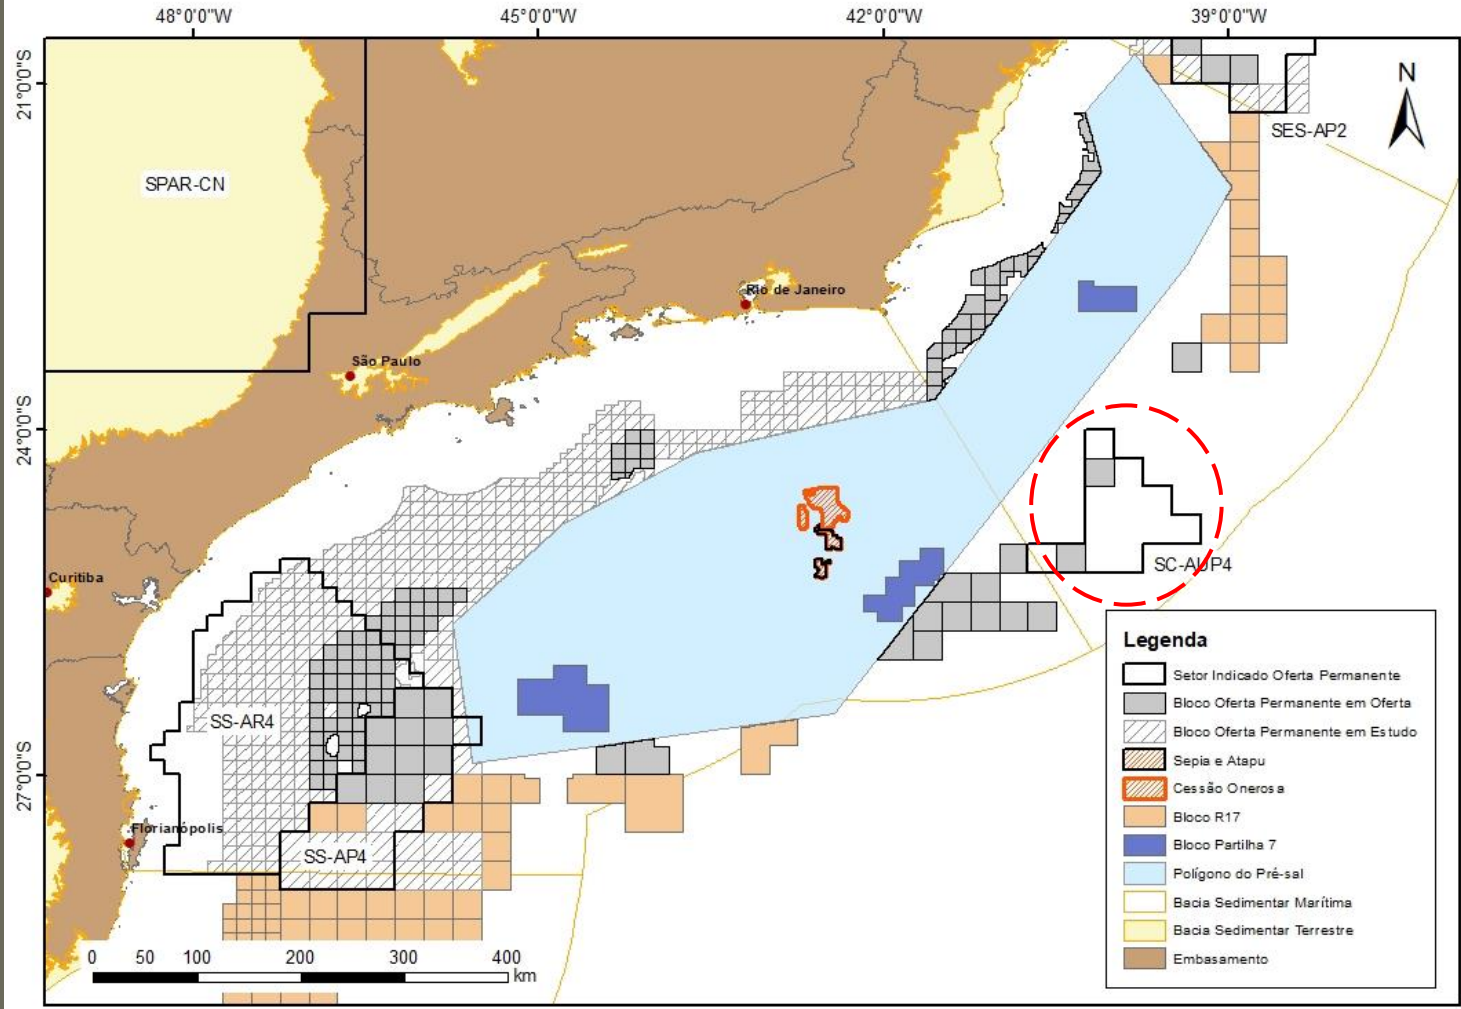 48°0'0"W 45°0'0"W 42°0'0"W 39°0'0"W
21°0'0"S
24°0'0"S
27°0'0"S
N
SES-AP2
SPAR-CN
Rio de Janeiro
São Paulo
SC-AUP4
Curitiba
SS-AR4
Florianópolis
SS-AP4
0 50 100 200 300 400
km
Legenda
Setor Indicado Oferta Permanente
Bloco Oferta Permanente em Oferta
Bloco Oferta Permanente em Estudo
Sepia e Atapu
Cessão Onerosa
Bloco R17
Bloco Partilha 7
Polígono do Pré-sal
Bacia Sedimentar Marítima
Bacia Sedimentar Terrestre
Embasamento